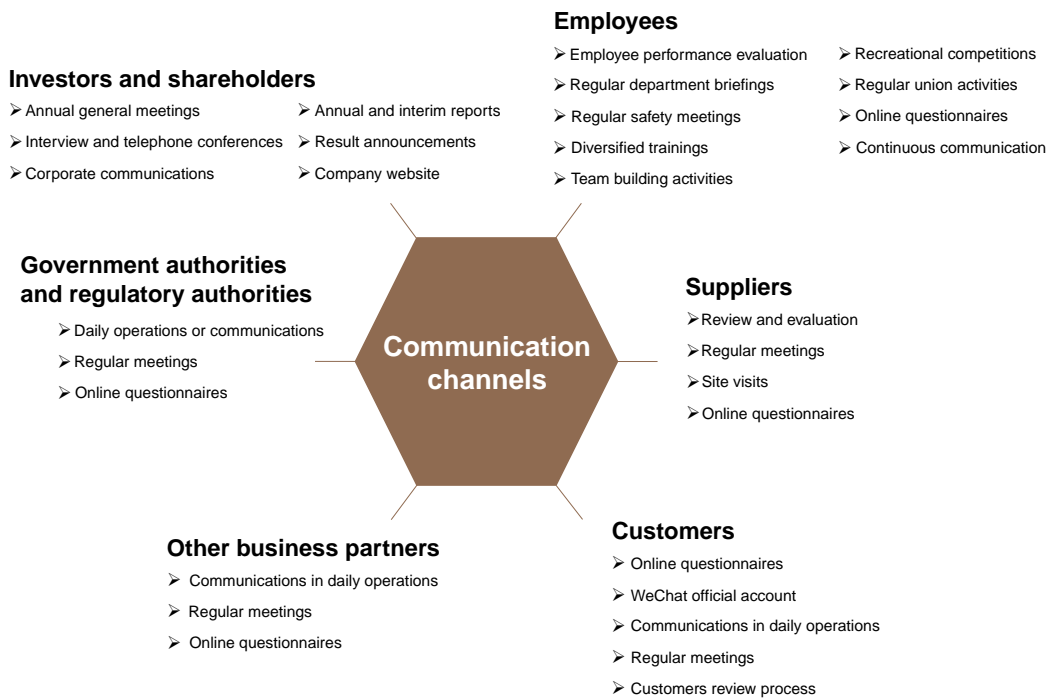 Employees
➢ Employee performance evaluation
➢ Regular department briefings
➢ Regular safety meetings
➢ Diversified trainings
➢ Team building activities
➢ Recreational competitions
➢ Regular union activities
➢ Online questionnaires
➢ Continuous communication
Investors and shareholders
➢ Annual general meetings
➢ Interview and telephone conferences
➢ Corporate communications
➢ Annual and interim reports
➢ Result announcements
➢ Company website
Government authorities
and regulatory authorities
➢ Daily operations or communications
➢ Regular meetings
➢ Online questionnaires
Communication
channels
Suppliers
➢ Review and evaluation
➢ Regular meetings
➢ Site visits
➢ Online questionnaires
Other business partners
➢ Communications in daily operations
➢ Regular meetings
➢ Online questionnaires
Customers
➢ Online questionnaires
➢ WeChat official account
➢ Communications in daily operations
➢ Regular meetings
➢ Customers review process